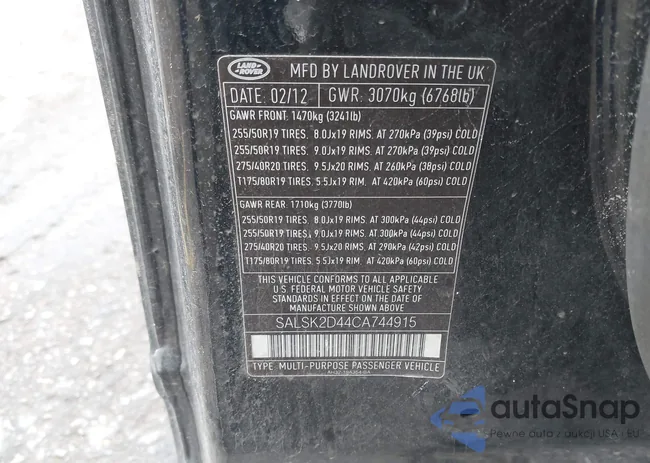 LAND ROVER
MFD BY LANDROVER IN THE UK
DATE: 02/12 GWR: 3070kg (6768lb)
GAWR FRONT: 1470kg (3241lb)
255/50R19 TIRES. 8.0Jx19 RIMS. AT 270kPa (39psi) COLD
255/50R19 TIRES. 9.0Jx19 RIMS. AT 270kPa (39psi) COLD
275/40R20 TIRES. 9.5Jx20 RIMS. AT 260kPa (38psi) COLD
T175/80R19 TIRES. 5.5Jx19 RIM. AT 420kPa (60psi) COLD
GAWR REAR: 1710kg (3770lb)
255/50R19 TIRES. 8.0Jx19 RIMS. AT 300kPa (44psi) COLD
255/50R19 TIRES. 9.0Jx19 RIMS. AT 300kPa (44psi) COLD
275/40R20 TIRES. 9.5Jx20 RIMS. AT 290kPa (42psi) COLD
T175/80R19 TIRES. 5.5Jx19 RIM. AT 420kPa (60psi) COLD
THIS VEHICLE CONFORMS TO ALL APPLICABLE
U.S. FEDERAL MOTOR VEHICLE SAFETY
STANDARDS IN EFFECT ON THE DATE OF
MANUFACTURE SHOWN ABOVE.
SALSK2D44CA744915
TYPE: MULTI-PURPOSE PASSENGER VEHICLE
autaSnap
Pewne auta z aukcji USA i EU